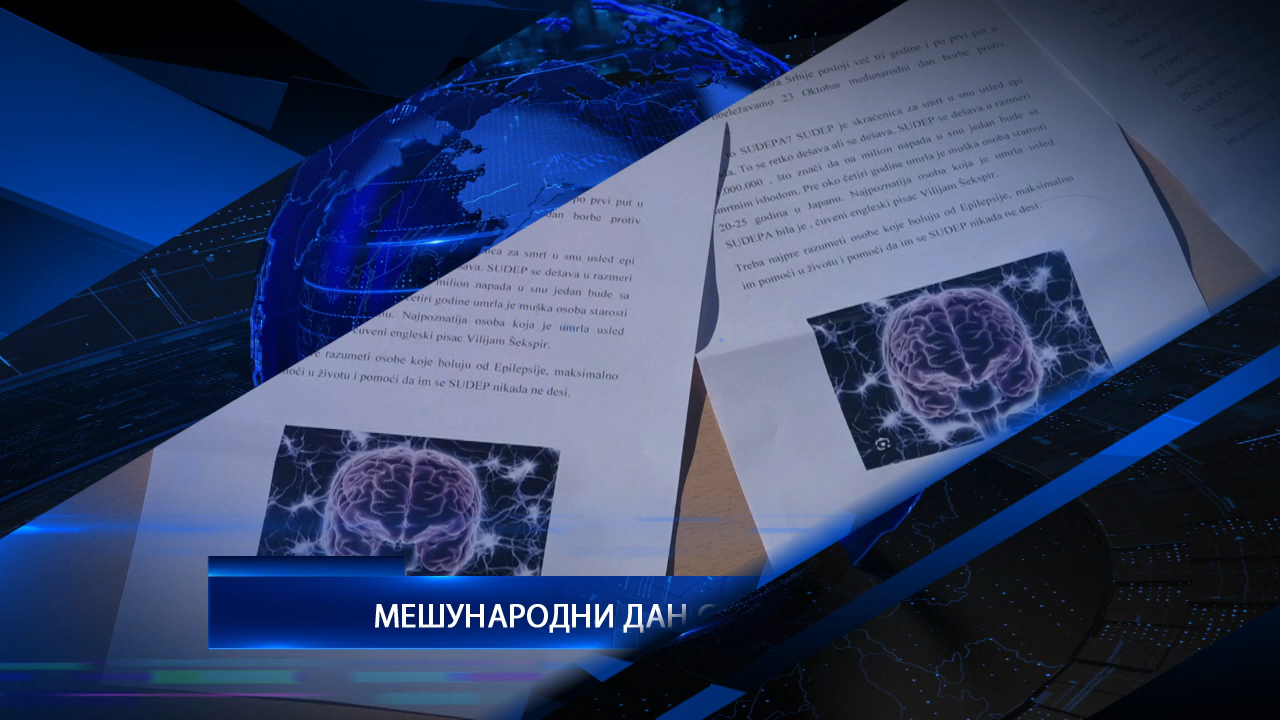 Srbije postoji već tri godine i po prvi put u
obeležavamo 23 Oktobar međunarodni dan borbe protiv
to SUDEPA? SUDEP je skraćenica za smrt u snu usled epi
To se retko dešava ali se dešava. SUDEP se dešava u razmeri
.000.000 , što znači da na milion napada u snu jedan bude sa
smrtnim ishodom. Pre oko četiri godine umrla je muška osoba starosti
20-25 godina u Japanu. Najpoznatija osoba koja je umrla usled
SUDEPA bila je ,čuveni engleski pisac Vilijam Šekspir.
Treba najpre razumeti osobe koje boluju od Epilepsije, maksimalno
im pomoći u životu i pomoći da im se SUDEP nikada ne desi.
po prvi put u
dan borbe protiv
za smrt u snu usled epi
SUDEP se dešava u razmeri
milion napada u snu jedan bude sa
četiri godine umrla je muška osoba starosti
Najpoznatija osoba koja je umrla usled
čuveni engleski pisac Vilijam Šekspir.
razumeti osobe koje boluju od Epilepsije, maksimalno
u životu i pomoći da im se SUDEP nikada ne desi.
МЕШУНАРОДНИ ДАН